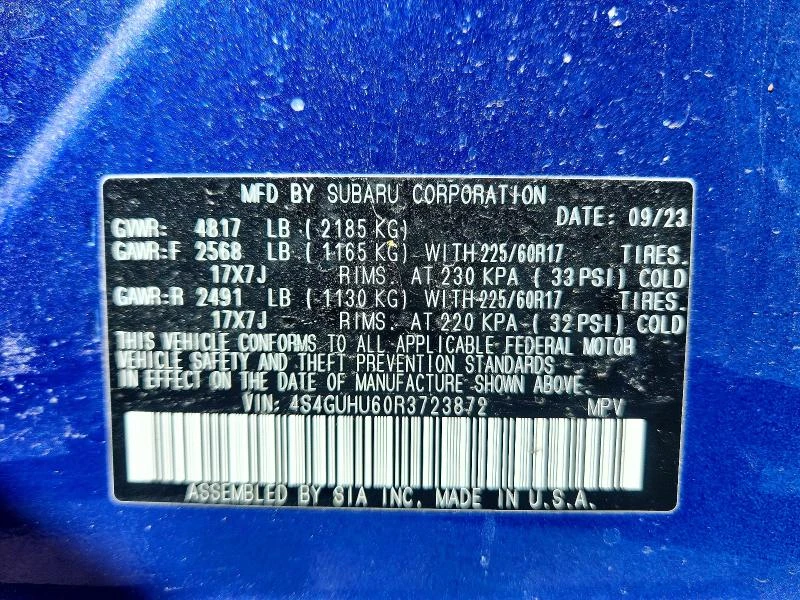 MFD BY SUBARU CORPORATION
DATE: 09/23
GVWR: 4817 LB ( 2185 KG)
GAWR:F 2568 LB ( 1165 KG) WITH 225/60R17 TIRES.
17X7J RIMS. AT 230 KPA ( 33 PSI) COLD
GAWR:R 2491 LB ( 1130 KG) WITH 225/60R17 TIRES.
17X7J RIMS. AT 220 KPA ( 32 PSI) COLD
THIS VEHICLE CONFORMS TO ALL APPLICABLE FEDERAL MOTOR
VEHICLE SAFETY AND THEFT PREVENTION STANDARDS
IN EFFECT ON THE DATE OF MANUFACTURE SHOWN ABOVE.
VIN: 4S4GUHU60R3723872 MPV
ASSEMBLED BY SIA INC, MADE IN U.S.A.